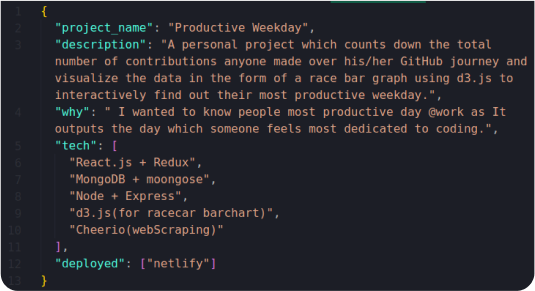 1 {
2 "project_name": "Productive Weekday",
3 "description": "A personal project which counts down the total
number of contributions anyone made over his/her GitHub journey and
visualize the data in the form of a race bar graph using d3.js to
interactively find out their most productive weekday.",
4 "why": " I wanted to know people most productive day @work as It
outputs the day which someone feels most dedicated to coding.",
5 "tech": [
6 "React.js + Redux",
7 "MongoDB + moongose",
8 "Node + Express",
9 "d3.js(for racecar barchart)",
10 "Cheerio(webScraping)"
11 ],
12 "deployed": ["netlify"]
13 }